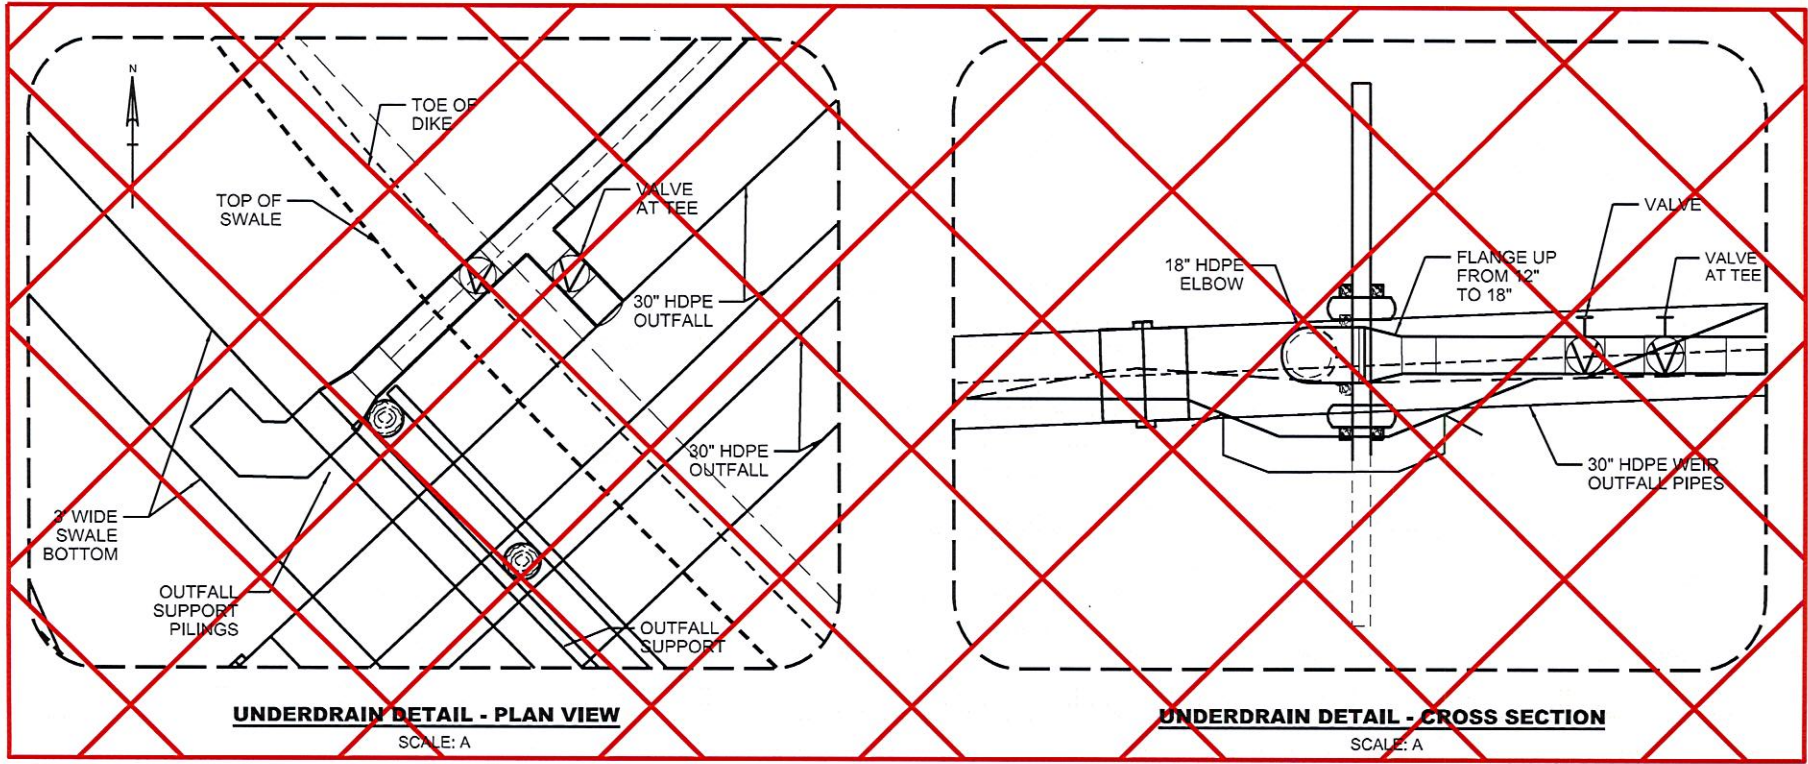 N
TOE OF
DIKE
TOP OF
SWALE
VALVE
AT TEE
30" HDPE
OUTFALL
30" HDPE
OUTFALL
3' WIDE
SWALE
BOTTOM
OUTFALL
SUPPORT
PILINGS
OUTFALL
SUPPORT
UNDERDRAIN DETAIL - PLAN VIEW
SCALE: A
VALVE
VALVE
AT TEE
18" HDPE
ELBOW
FLANGE UP
FROM 12"
TO 18"
30" HDPE WEIR
OUTFALL PIPES
UNDERDRAIN DETAIL - CROSS SECTION
SCALE: A